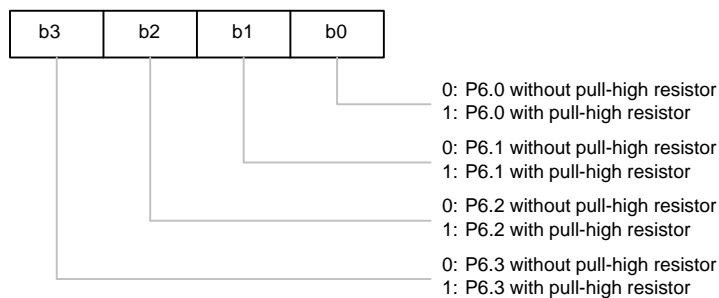 b3 b2 b1 b0
0: P6.0 without pull-high resistor
1: P6.0 with pull-high resistor
0: P6.1 without pull-high resistor
1: P6.1 with pull-high resistor
0: P6.2 without pull-high resistor
1: P6.2 with pull-high resistor
0: P6.3 without pull-high resistor
1: P6.3 with pull-high resistor